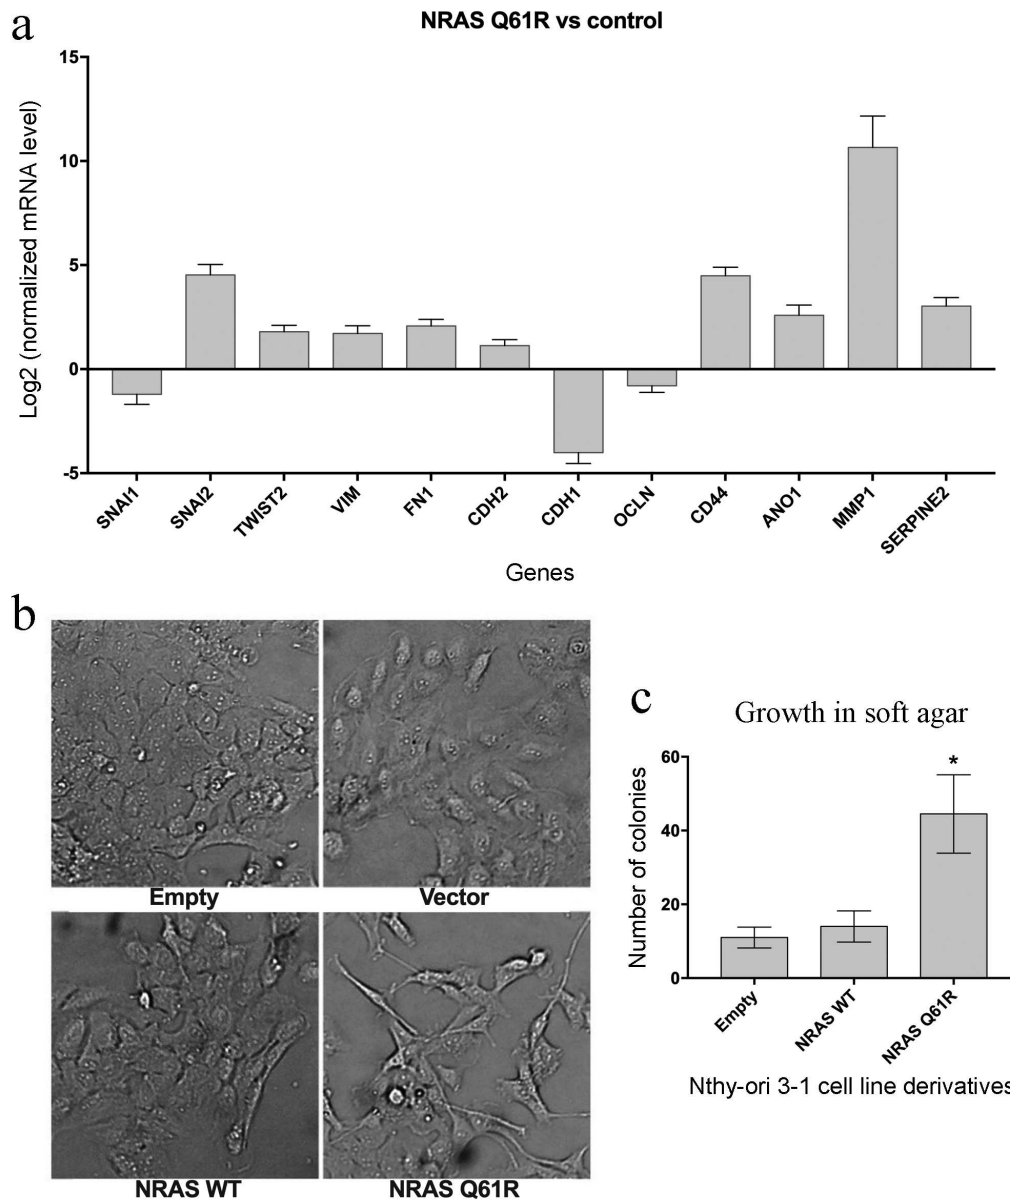 a
NRAS Q61R vs control
Log2 (normalized mRNA level)
15
10
5
0
-5
SNAI1
SNAI2
TWIST2
VIM
FN1
CDH2
CDH1
OCLN
CD44
ANO1
MMP1
SERPINE2
Genes
b
Empty
Vector
NRAS WT
NRAS Q61R
c
Growth in soft agar
Number of colonies
60
40
20
0
*
Empty
NRAS WT
NRAS Q61R
Nthy-ori 3-1 cell line derivatives